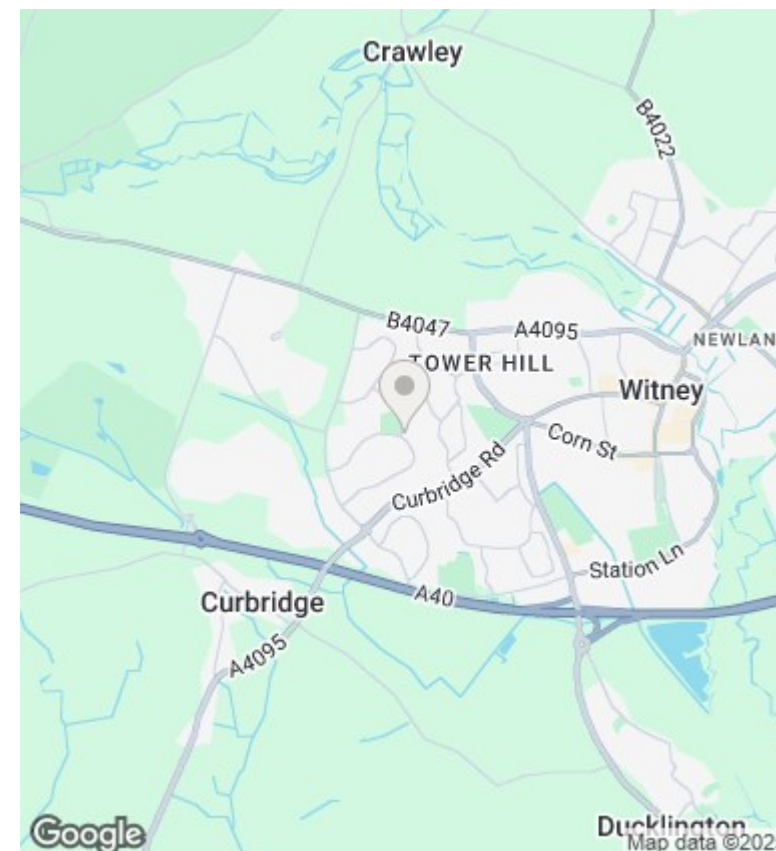 Crawley
B4022
B4047
A4095
NEWLAN
TOWER HILL
Witney
Corn St
Curbridge Rd
Station Ln
A40
Curbridge
A4095
Ducklington
Google
Map data ©202